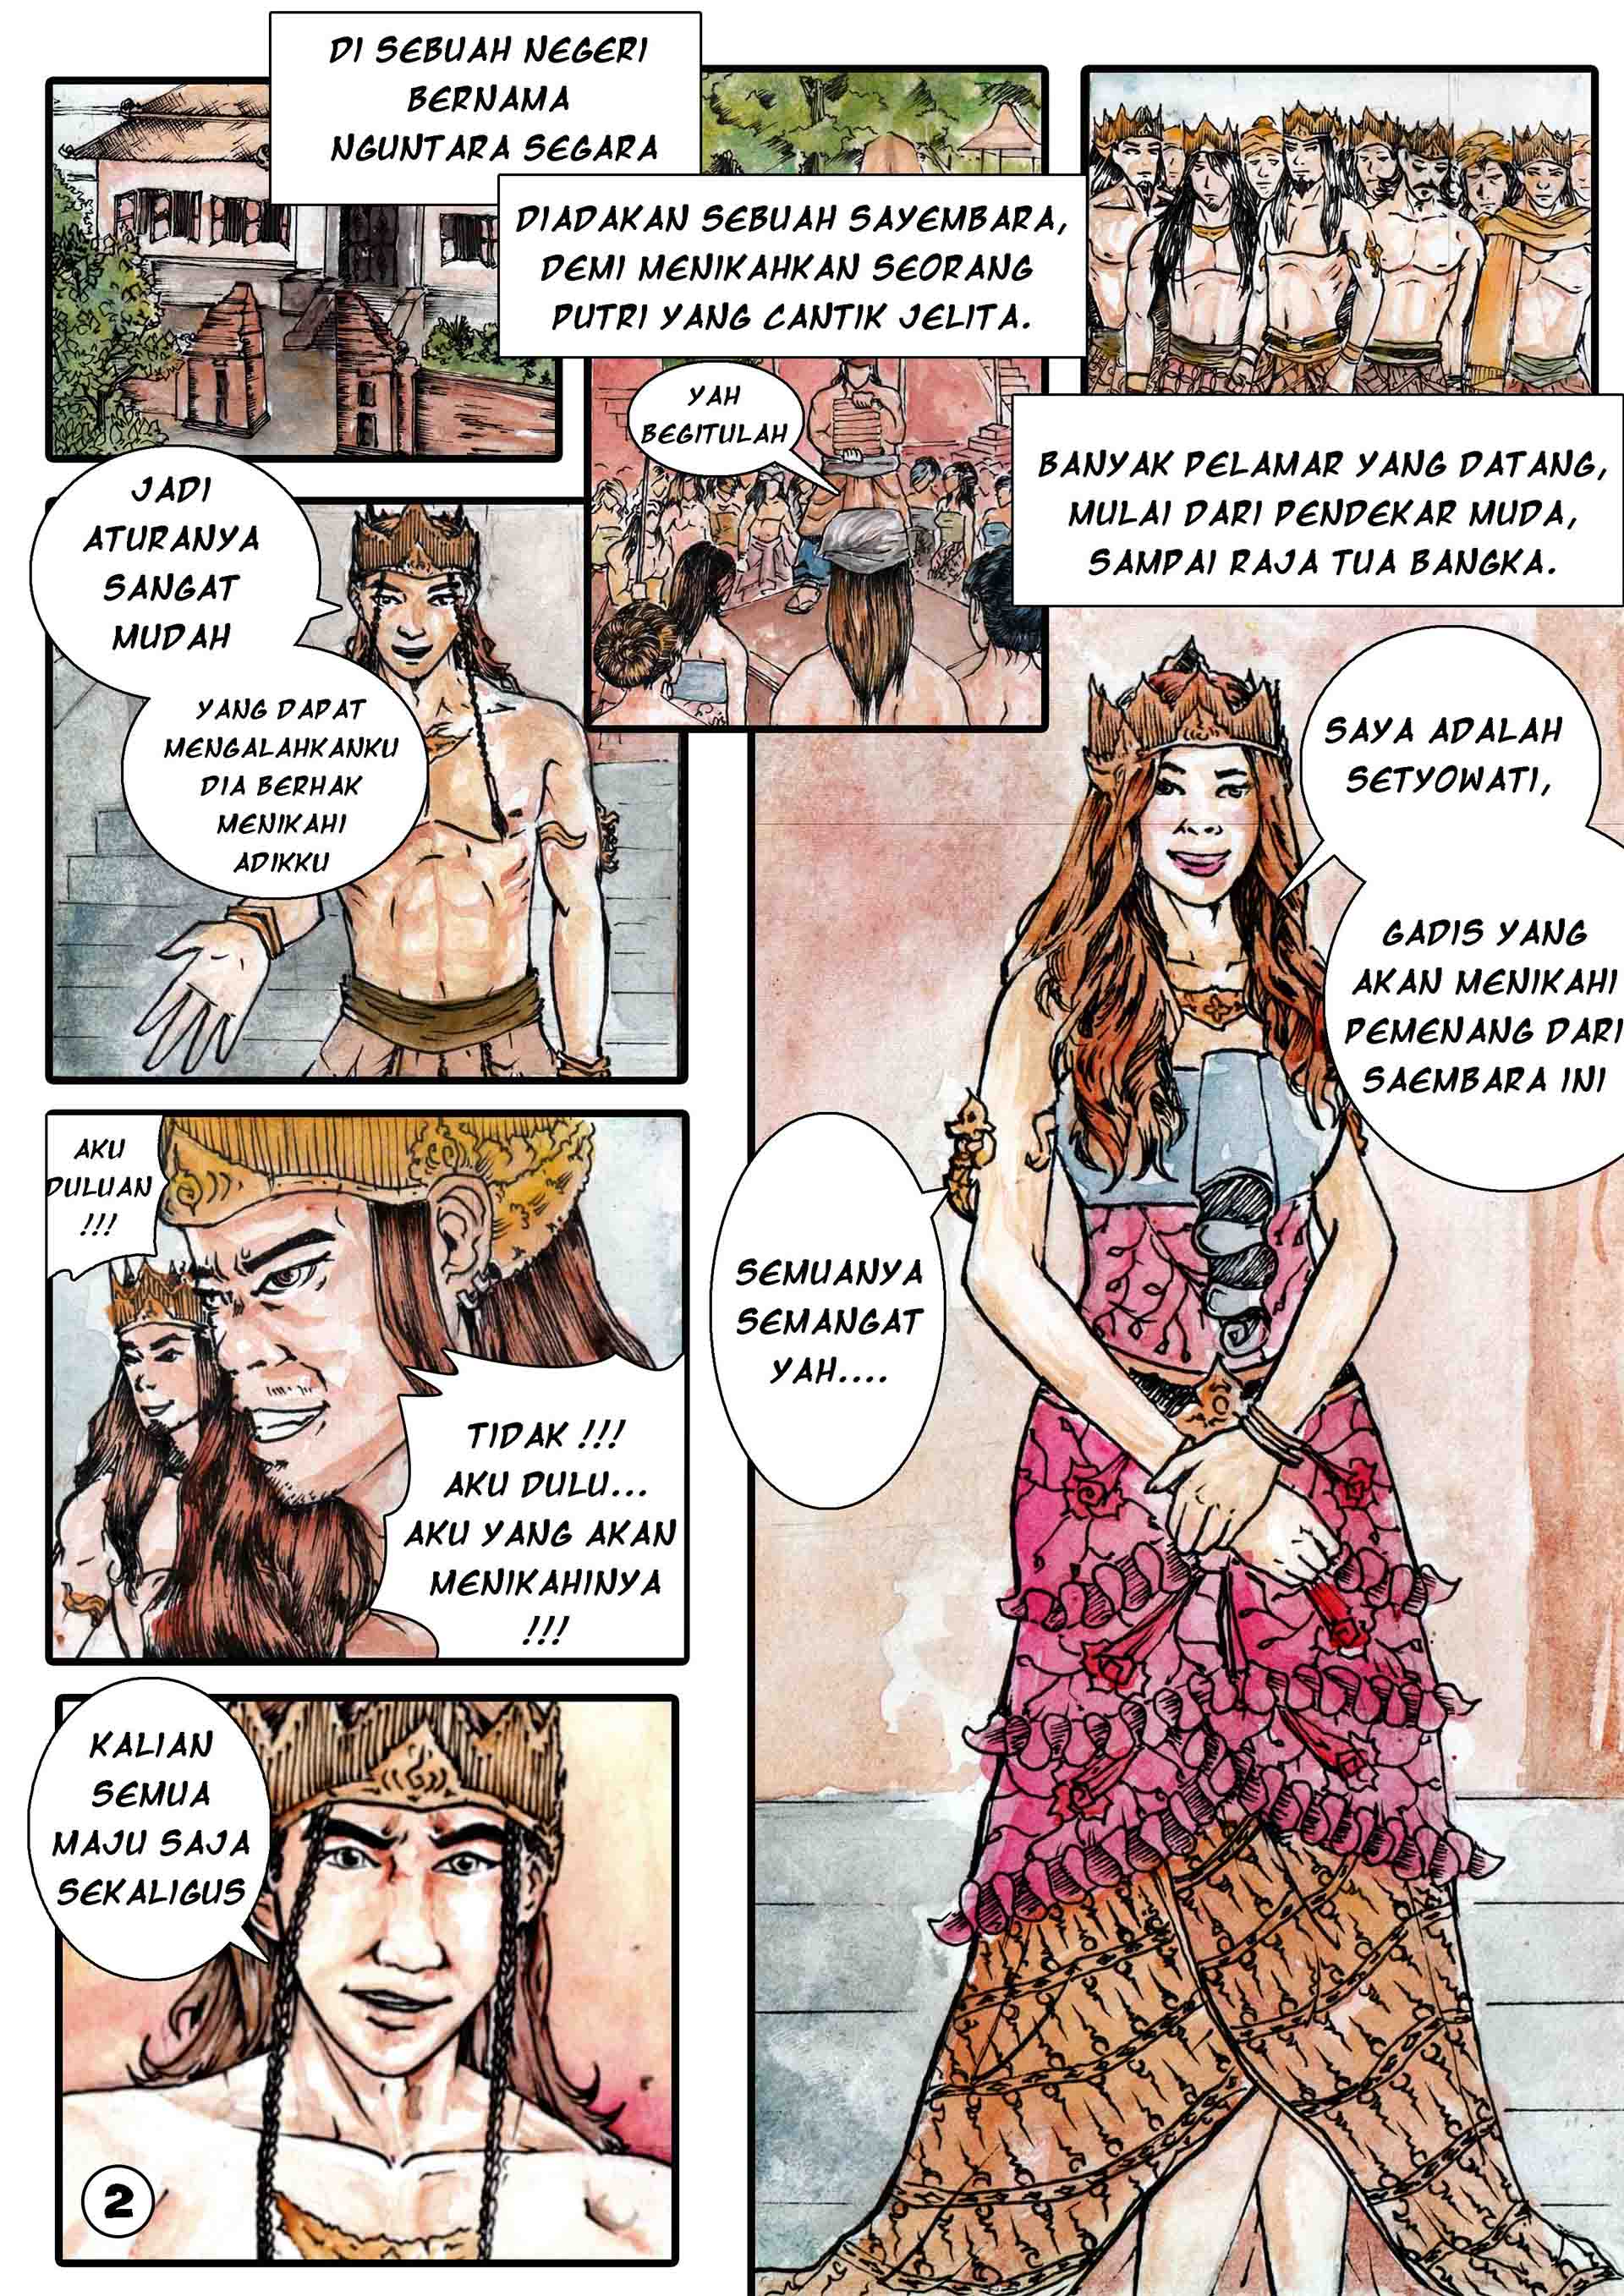 DI SEBUAH NEGERI
BERNAMA
NGUNTARA SEGARA
DIADAKAN SEBUAH SAYEMBARA,
DEMI MENIKAHKAN SEORANG
PUTRI YANG CANTIK JELITA.
YAH
BEGITULAH
BANYAK PELAMAR YANG DATANG,
MULAI DARI PENDEKAR MUDA,
SAMPAI RAJA TUA BANGKA.
JADI
ATURANYA
SANGAT
MUDAH
YANG DAPAT
MENGALAHKANKU
DIA BERHAK
MENIKAHI
ADIKKU
SAYA ADALAH
SETYOWATI,
GADIS YANG
AKAN MENIKAHI
PEMENANG DARI
SAEMBARA INI
SEMUANYA
SEMANGAT
YAH....
AKU
DULUAN
!!!
TIDAK !!!
AKU DULU...
AKU YANG AKAN
MENIKAHINYA
!!!
KALIAN
SEMUA
MAJU SAJA
SEKALIGUS
2